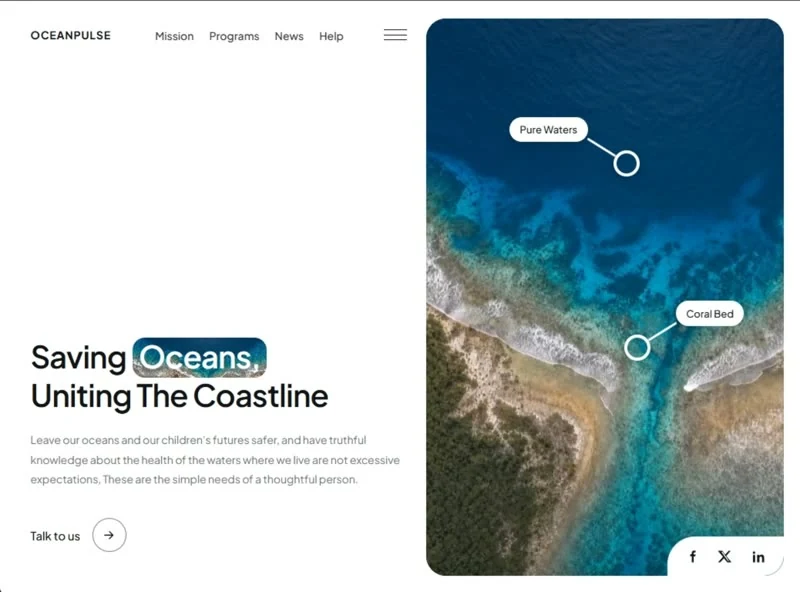 OCEANPULSE
Mission Programs News Help
Pure Waters
Coral Bed
Saving Oceans,
Uniting The Coastline
Leave our oceans and our children's futures safer, and have truthful
knowledge about the health of the waters where we live are not excessive
expectations, These are the simple needs of a thoughtful person.
Talk to us
f X in